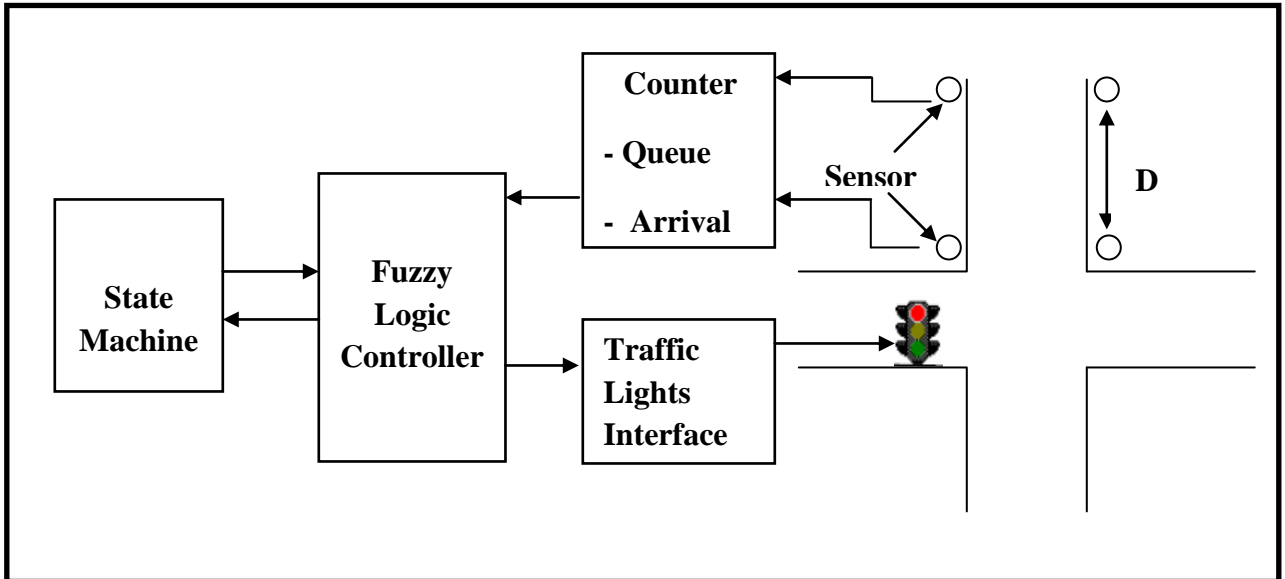 Counter
- Queue
- Arrival
Sensor
D
State
Machine
Fuzzy
Logic
Controller
Traffic
Lights
Interface